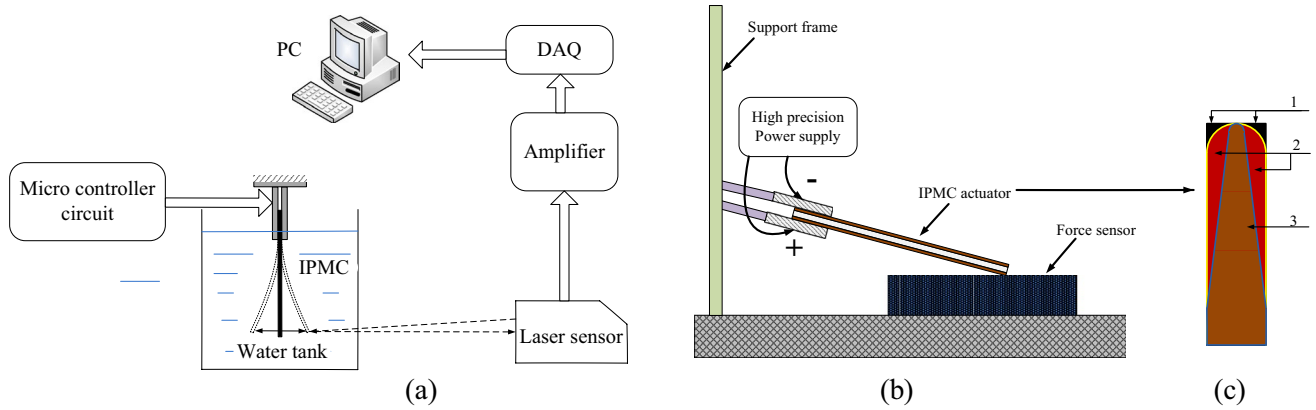 PC
DAQ
Amplifier
Micro controller
circuit
IPMC
Water tank
Laser sensor
(a)
Support frame
High precision
Power supply
-
+
IPMC actuator
Force sensor
(b)
1
2
3
(c)